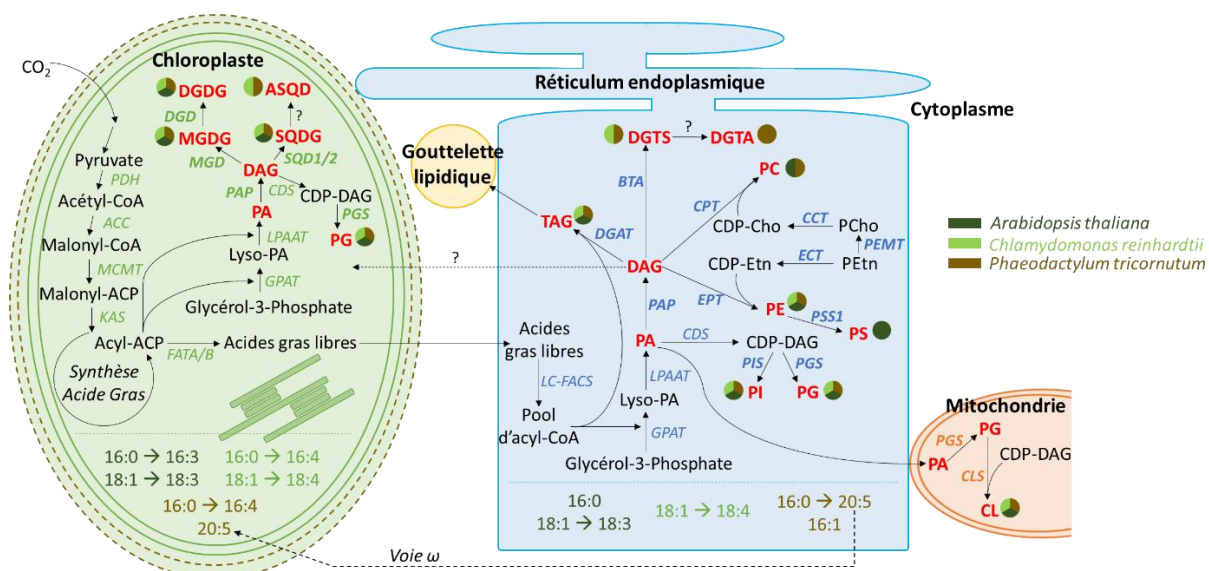 CO2
Chloroplaste
DGDG
ASQD
DGD
?
MGDG
SQDG
MGD
SQD1/2
DAG
Pyruvate
PDH
PAP
CDS
CDP-DAG
Acétyl-CoA
PA
PGS
ACC
LPAAT
PG
Malonyl-CoA
Lyso-PA
MCMT
GPAT
Malonyl-ACP
Glycérol-3-Phosphate
KAS
Acyl-ACP
FATA/B
Acides gras libres
Synthèse
Acide Gras
16:0 → 16:3
16:0 → 16:4
18:1 → 18:3
18:1 → 18:4
16:0 → 16:4
20:5
Voie ω
Réticulum endoplasmique
Cytoplasme
Gouttelette
lipidique
DGTS
?
DGTA
BTA
PC
TAG
CPT
DGAT
CDP-Cho
CCT
PCho
PEMT
?
DAG
CDP-Etn
ECT
PEtn
PAP
EPT
PE
PSS1
PS
Acides
gras libres
PA
CDS
CDP-DAG
LC-FACS
LPAAT
PIS
PGS
Pool
d'acyl-CoA
Lyso-PA
PI
PG
GPAT
Glycérol-3-Phosphate
16:0
18:1 → 18:3
18:1 → 18:4
16:0 → 20:5
16:1
Arabidopsis thaliana
Chlamydomonas reinhardtii
Phaeodactylum tricornutum
Mitochondrie
PGS
PG
PA
CDP-DAG
CLS
CL